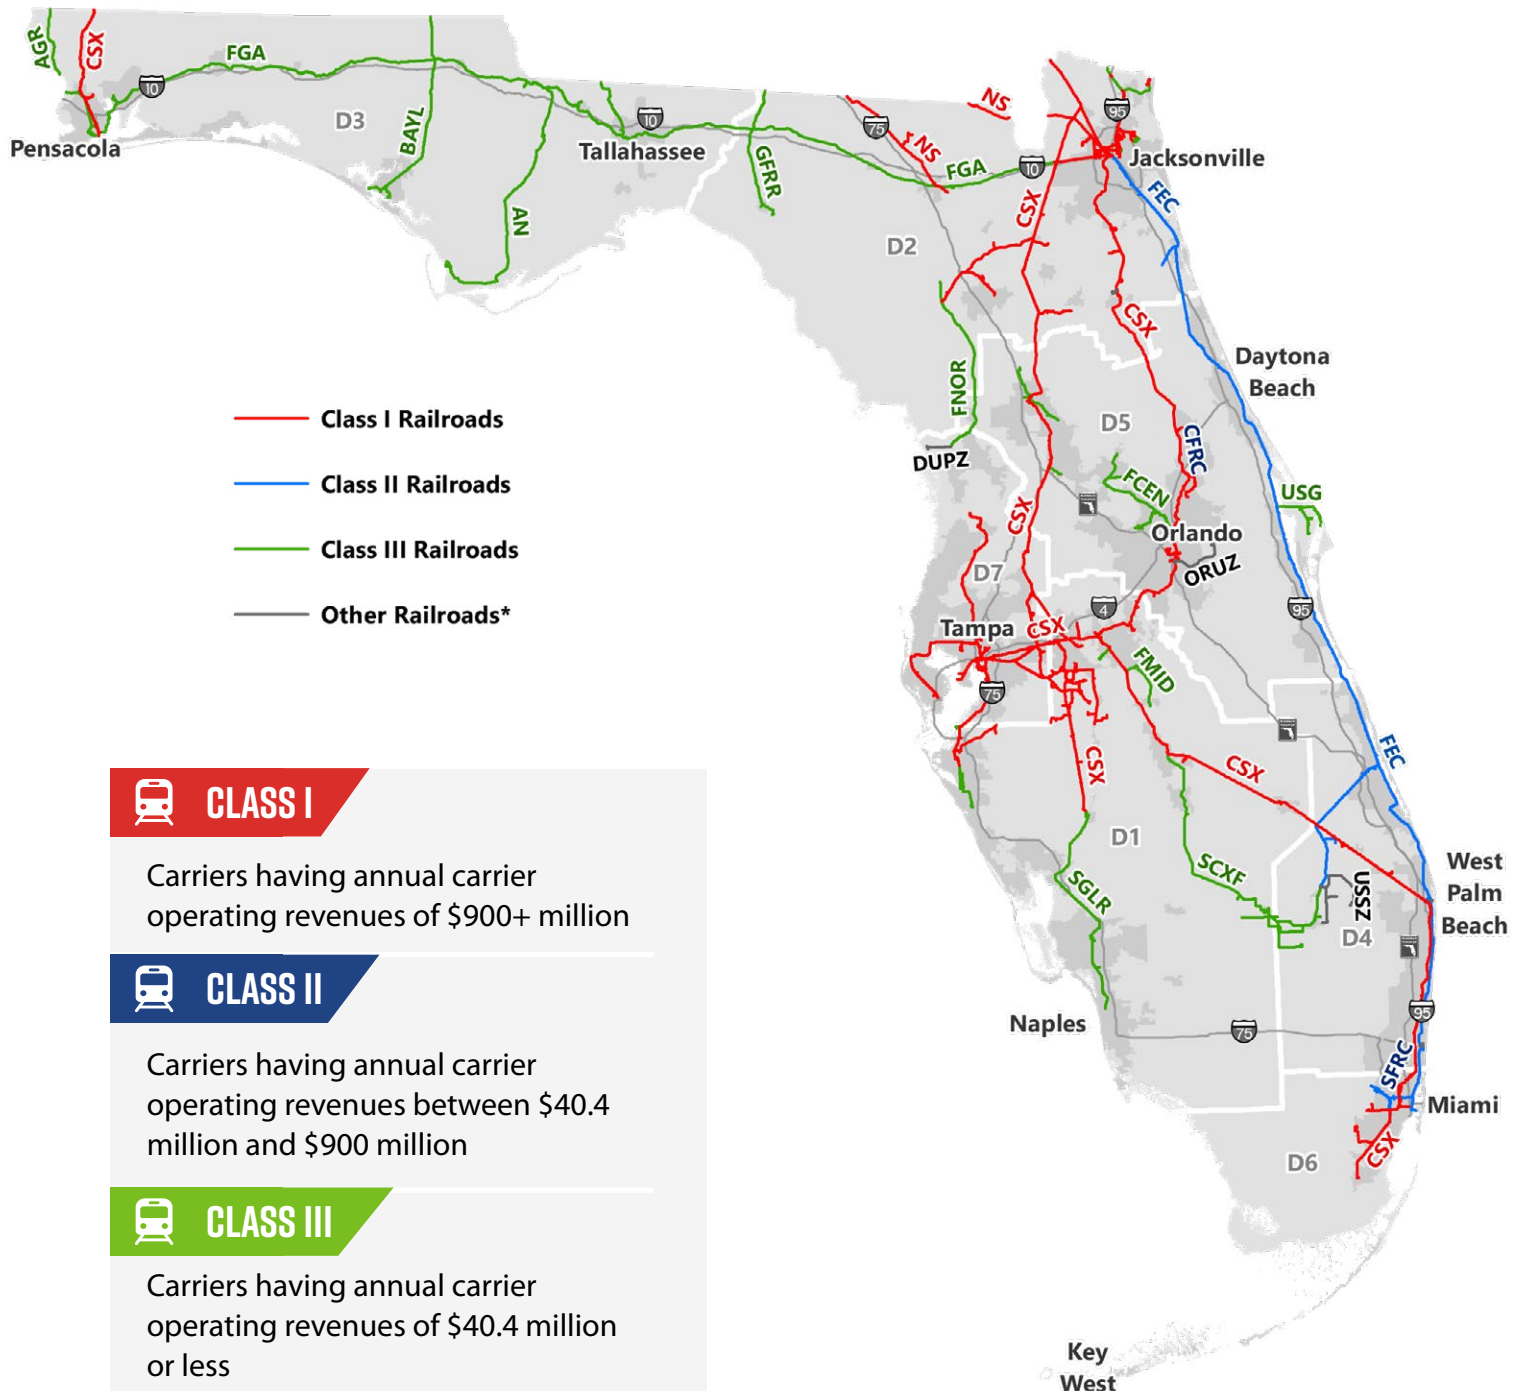 AGR
CSX
FGA
10
Pensacola
D3
BAYL
AN
Tallahassee
10
GFRR
75
NS
NS
FGA
10
95
Jacksonville
FEC
CSX
D2
CSX
FNOR
DUPZ
Daytona
Beach
D5
CFRC
FCEN
USG
Orlando
ORUZ
CSX
D7
4
95
Tampa
CSX
FMID
75
CSX
CSX
FEC
D1
SCXF
SGLR
USSZ
D4
West
Palm
Beach
Naples
75
95
SFRC
Miami
CSX
D6
Key
West
Class I Railroads
Class II Railroads
Class III Railroads
Other Railroads*
CLASS I
Carriers having annual carrier
operating revenues of $900+ million
CLASS II
Carriers having annual carrier
operating revenues between $40.4
million and $900 million
CLASS III
Carriers having annual carrier
operating revenues of $40.4 million
or less